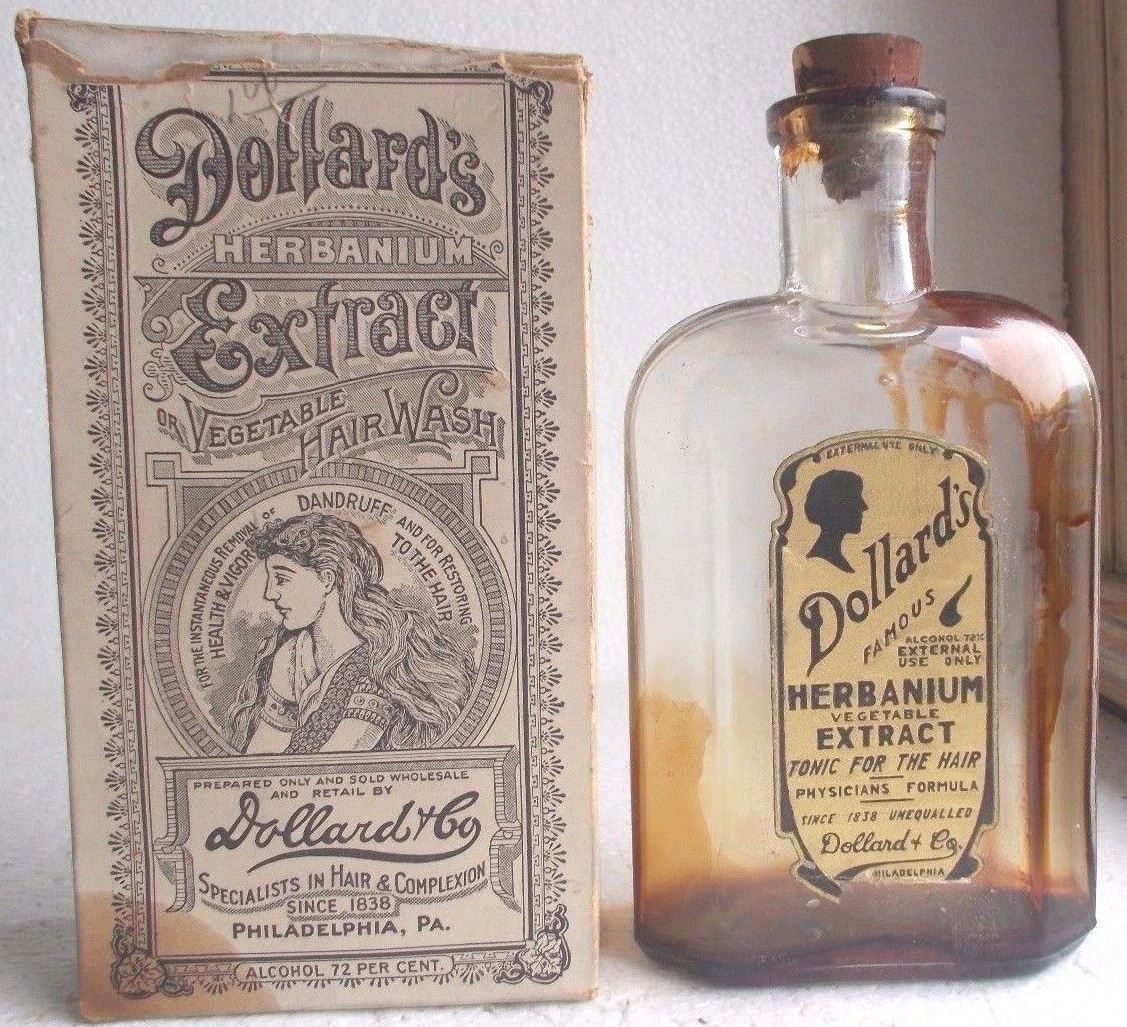 Dollard's
HERBANIUM
Extract
OR VEGETABLE
HAIR WASH
FOR THE INSTANTANEOUS REMOVAL OF DANDRUFF AND FOR RESTORING
HEALTH & VIGOR TO THE HAIR
PREPARED ONLY AND SOLD WHOLESALE
AND RETAIL BY
Dollard & Co
SPECIALISTS IN HAIR & COMPLEXION
SINCE 1838
PHILADELPHIA, PA.
ALCOHOL 72 PER CENT.
EXTERNAL USE ONLY
Dollard's
FAMOUS
ALCOHOL 72%
EXTERNAL
USE ONLY
HERBANIUM
VEGETABLE
EXTRACT
TONIC FOR THE HAIR
PHYSICIANS FORMULA
SINCE 1838 UNEQUALLED
Dollard & Co.
PHILADELPHIA